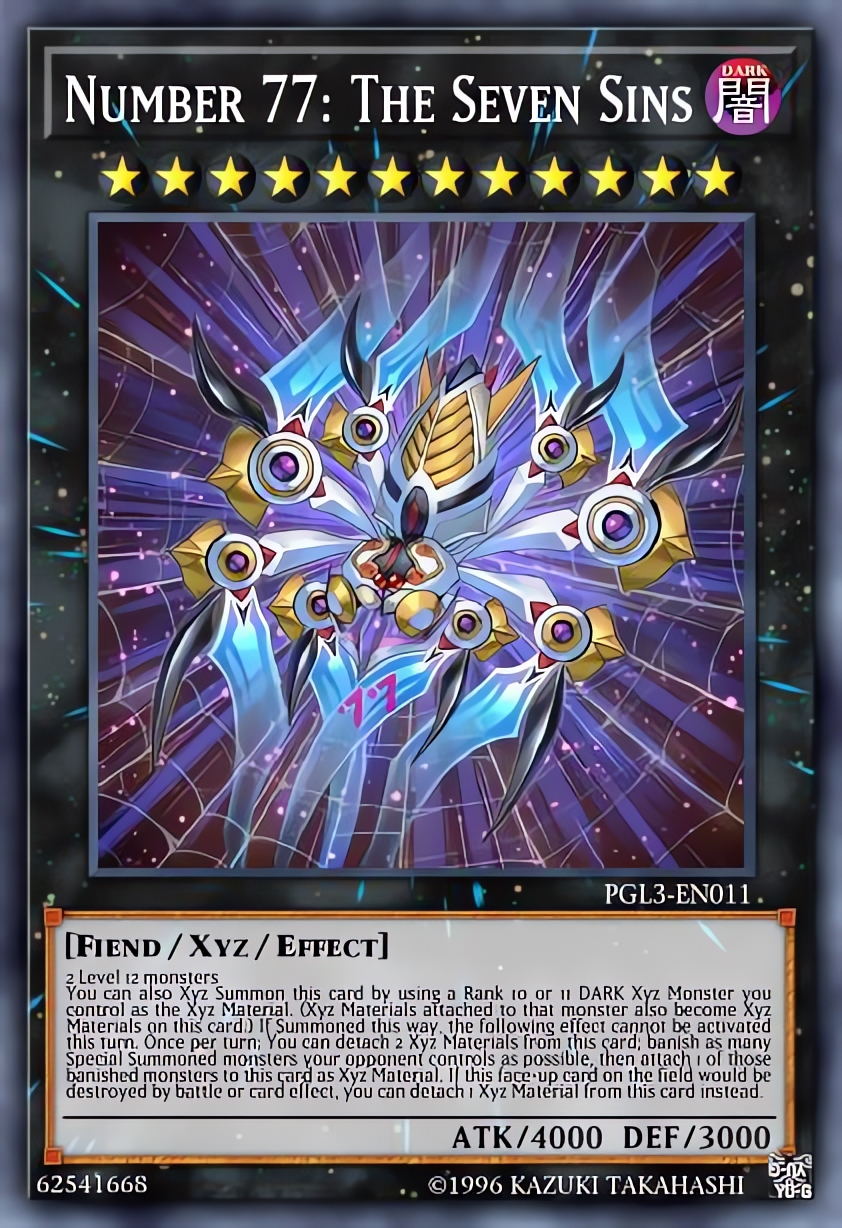 NUMBER 77: THE SEVEN SINS
DARK
闇
77
PGL3-EN011
[FIEND / XYZ / EFFECT]
2 Level 12 monsters
You can also Xyz Summon this card by using a Rank 10 or 11 DARK Xyz Monster you
control as the Xyz Material. (Xyz Materials attached to that monster also become Xyz
Materials on this card.) If Summoned this way, the following effect cannot be activated
this turn. Once per turn: You can detach 2 Xyz Materials from this card; banish as many
Special Summoned monsters your opponent controls as possible, then attach 1 of those
banished monsters to this card as Xyz Material. If this face-up card on the field would be
destroyed by battle or card effect, you can detach 1 Xyz Material from this card instead.
ATK/4000 DEF/3000
62541668
©1996 KAZUKI TAKAHASHI